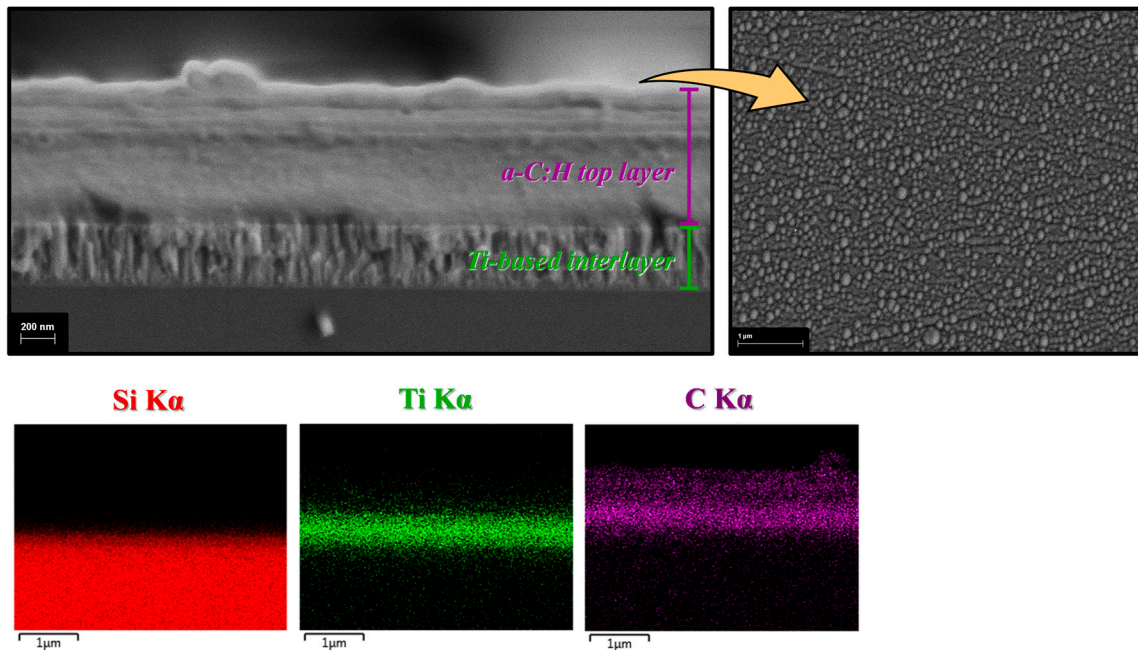 a-C:H top layer
Ti-based interlayer
200 nm
1 µm
Si Kα
Ti Kα
C Kα
1µm
1µm
1µm